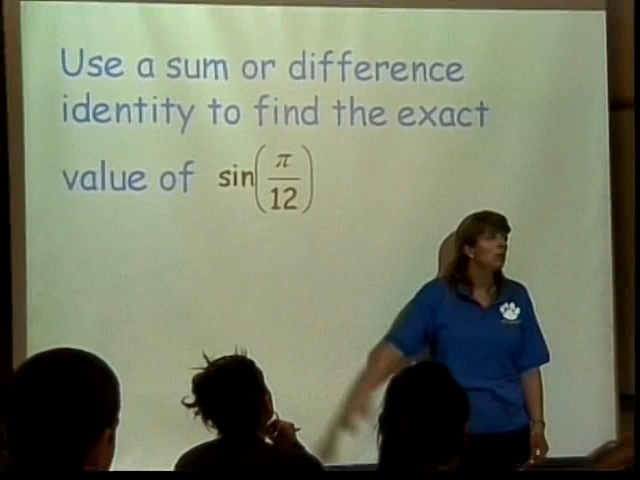 Use a sum or difference
identity to find the exact
value of sin(π/12)